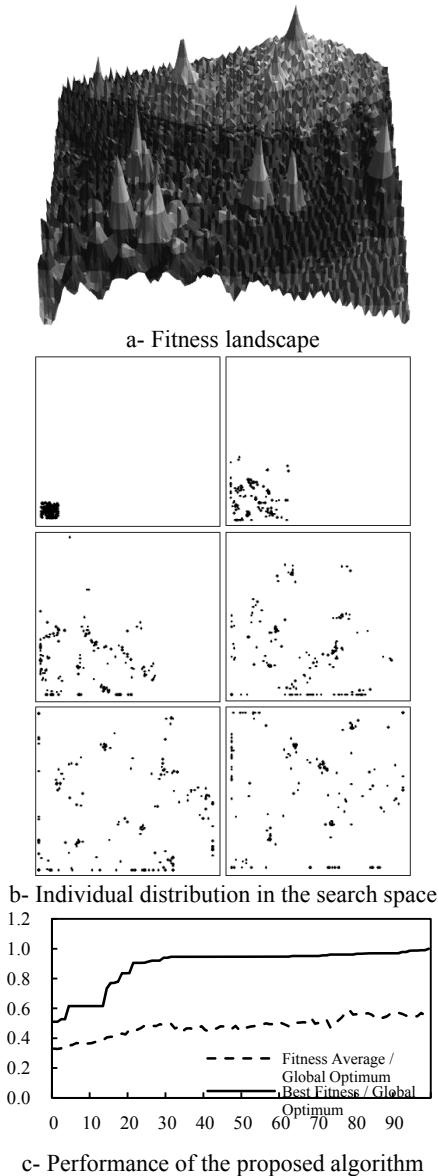 a- Fitness landscape
b- Individual distribution in the search space
1.2
1.0
0.8
0.6
0.4
0.2
0.0
Fitness Average /
Global Optimum
Best Fitness / Global
Optimum
0 10 20 30 40 50 60 70 80 90
c- Performance of the proposed algorithm